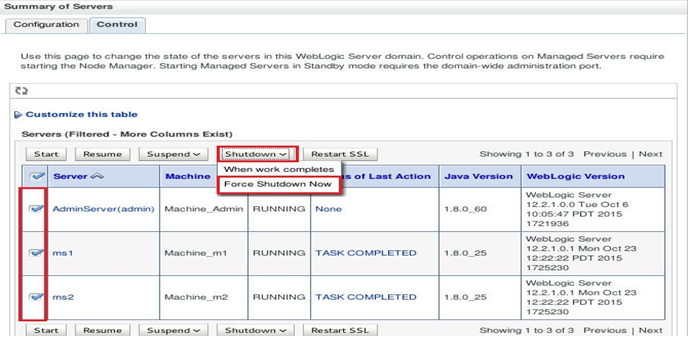 Summary of Servers
Configuration Control
Use this page to change the state of the servers in this WebLogic Server domain. Control operations on Managed Servers require
starting the Node Manager. Starting Managed Servers in Standby mode requires the domain-wide administration port.
Customize this table
Servers (Filtered - More Columns Exist)
Start Resume Suspend Shutdown Restart SSL Showing 1 to 3 of 3 Previous | Next
When work completes
Force Shutdown Now
Server Machine of Last Action Java Version WebLogic Version
AdminServer(admin) Machine_Admin RUNNING None 1.8.0_60 WebLogic Server
12.2.1.0.0 Tue Oct 6
10:05:47 PDT 2015
1721936
ms1 Machine_m1 RUNNING TASK COMPLETED 1.8.0_25 WebLogic Server
12.2.1.0.1 Mon Oct 23
12:22:22 PDT 2015
1725230
ms2 Machine_m2 RUNNING TASK COMPLETED 1.8.0_25 WebLogic Server
12.2.1.0.1 Mon Oct 23
12:22:22 PDT 2015
1725230
Start Resume Suspend Shutdown Restart SSL Showing 1 to 3 of 3 Previous | Next